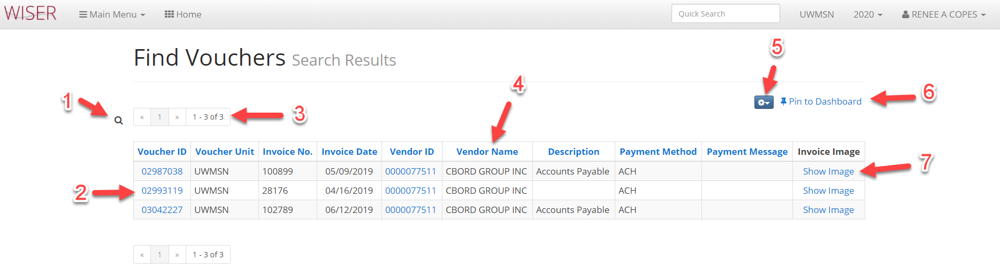 WISER Main Menu Home Quick Search UWMSN 2020 RENEE A COPES
5
Find Vouchers Search Results
4
6
1
Pin to Dashboard
« 1 » 1 - 3 of 3 3
Voucher ID Voucher Unit Invoice No. Invoice Date Vendor ID Vendor Name Description Payment Method Payment Message Invoice Image
7
02987038 UWMSN 100899 05/09/2019 0000077511 CBORD GROUP INC Accounts Payable ACH Show Image
2 02993119 UWMSN 28176 04/16/2019 0000077511 CBORD GROUP INC ACH Show Image
03042227 UWMSN 102789 06/12/2019 0000077511 CBORD GROUP INC Accounts Payable ACH Show Image
« 1 » 1 - 3 of 3